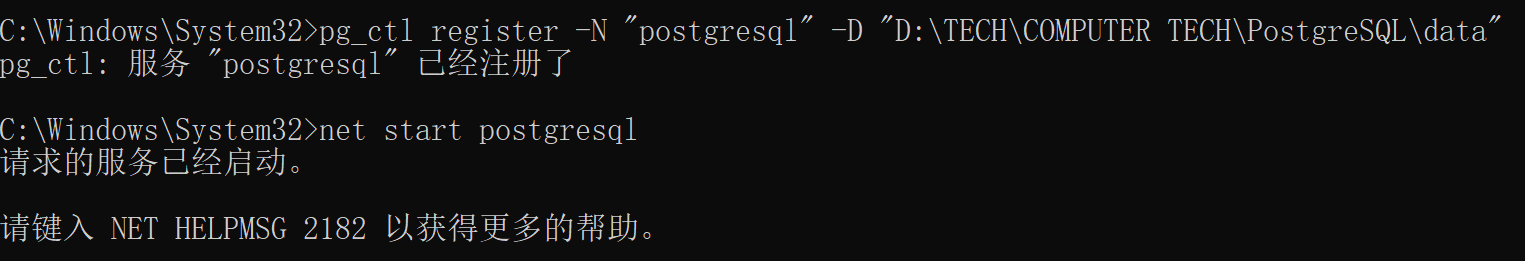 C:\Windows\System32>pg_ctl register -N "postgresql" -D "D:\TECH\COMPUTER TECH\PostgreSQL\data"
pg_ctl: 服务 "postgresql" 已经注册了
C:\Windows\System32>net start postgresql
请求的服务已经启动。
请键入 NET HELPMSG 2182 以获得更多的帮助。